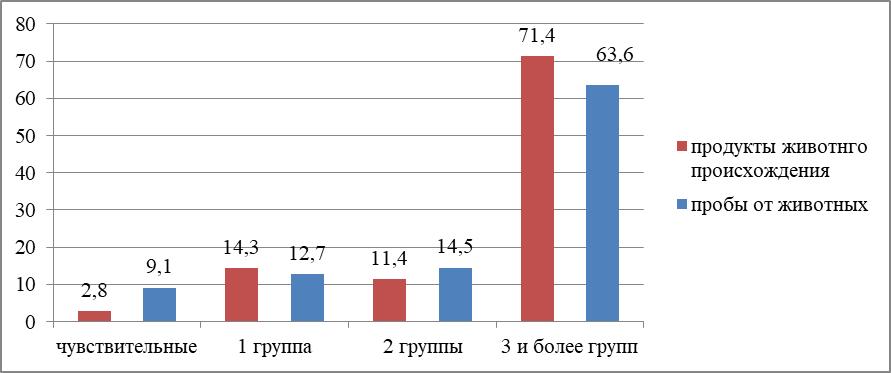 80
70
60
50
40
30
20
10
0
2,8
9,1
14,3
12,7
11,4
14,5
71,4
63,6
чувствительные
1 группа
2 группы
3 и более групп
продукты животнго
происхождения
пробы от животных